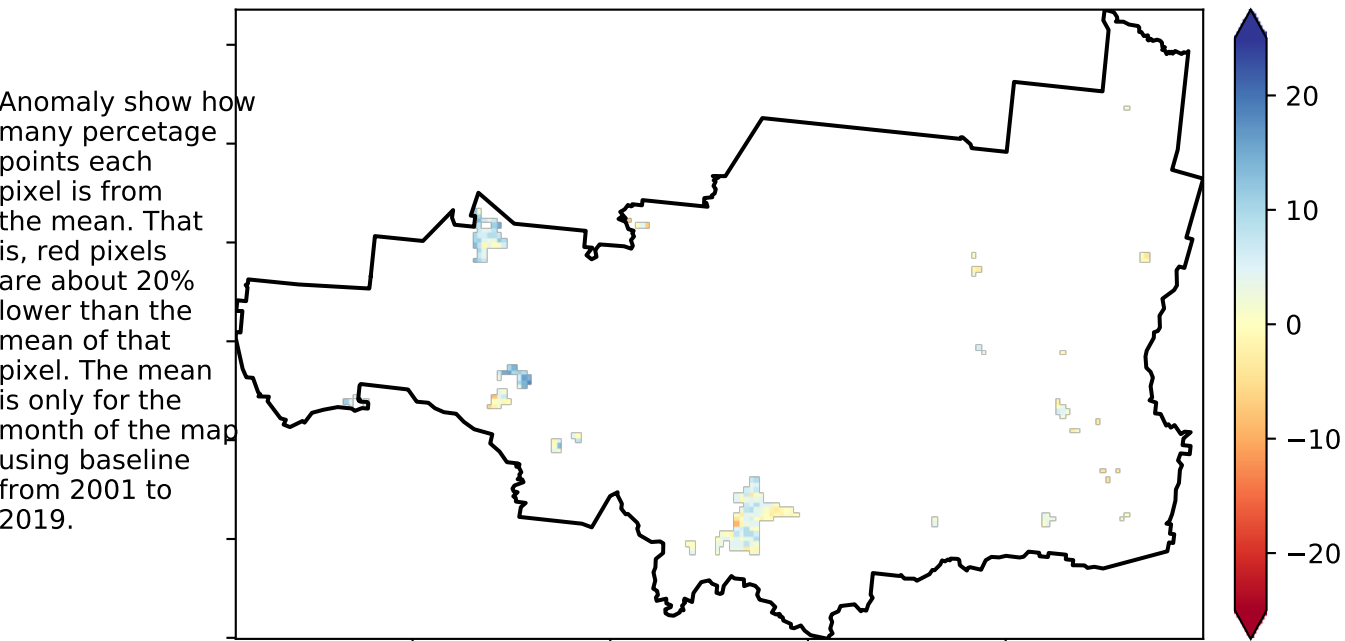 Anomaly show how
many percetage
points each
pixel is from
the mean. That
is, red pixels
are about 20%
lower than the
mean of that
pixel. The mean
is only for the
month of the map
using baseline
from 2001 to
2019.
20
10
0
−10
−20